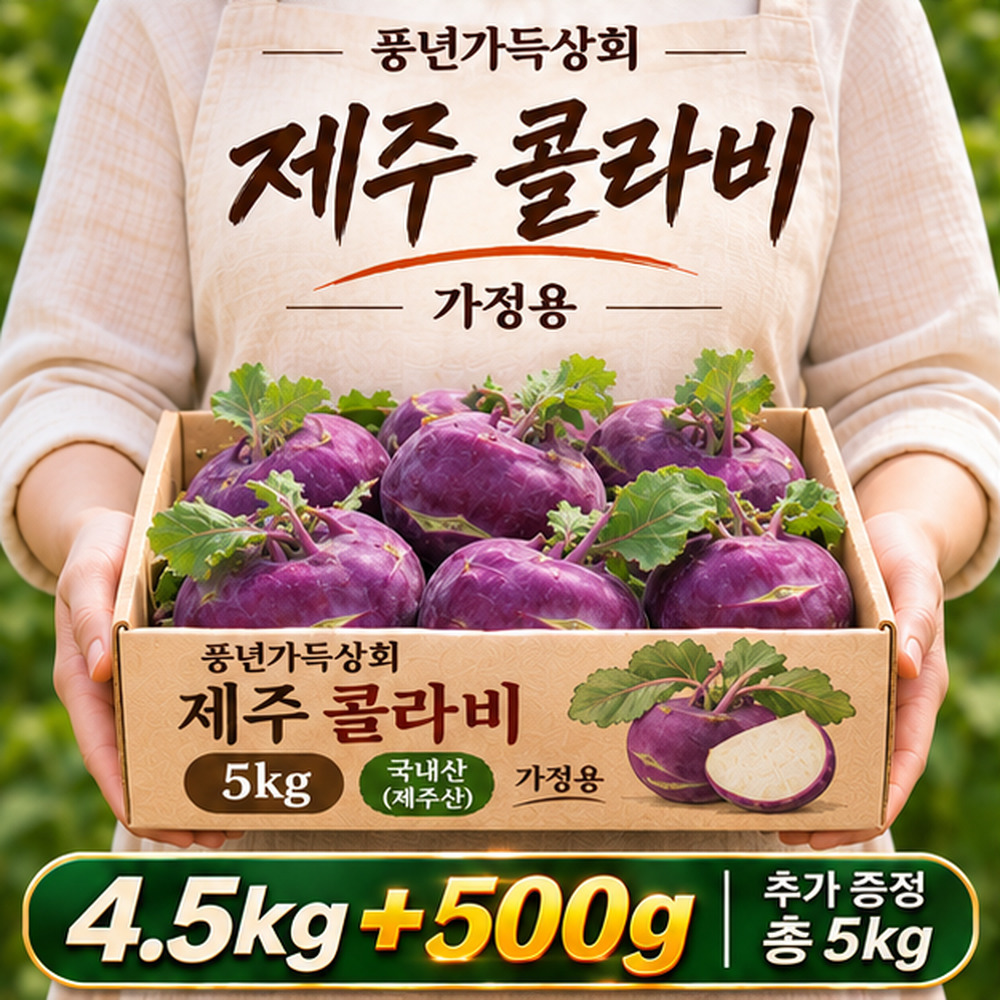 풍년가득상회
제주 콜라비
가정용
풍년가득상회
제주 콜라비
5kg
국내산
(제주산)
가정용
4.5kg+500g
추가 증정
총 5kg